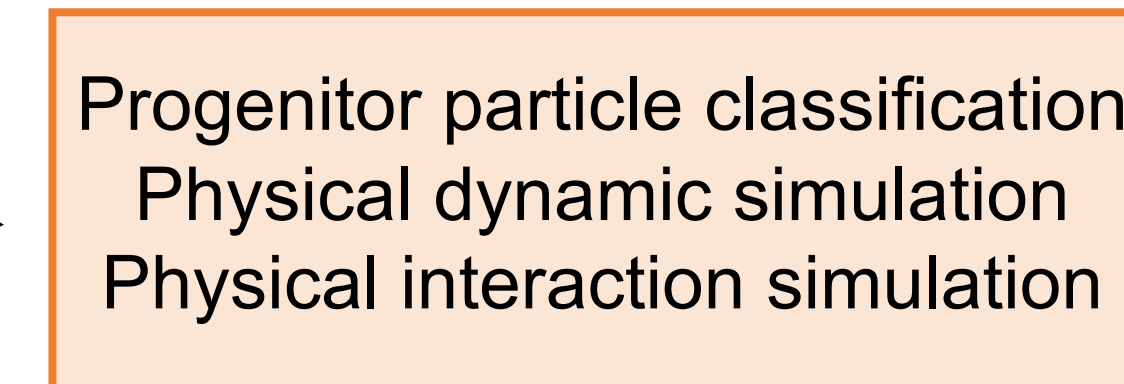 Progenitor particle classification
Physical dynamic simulation
Physical interaction simulation